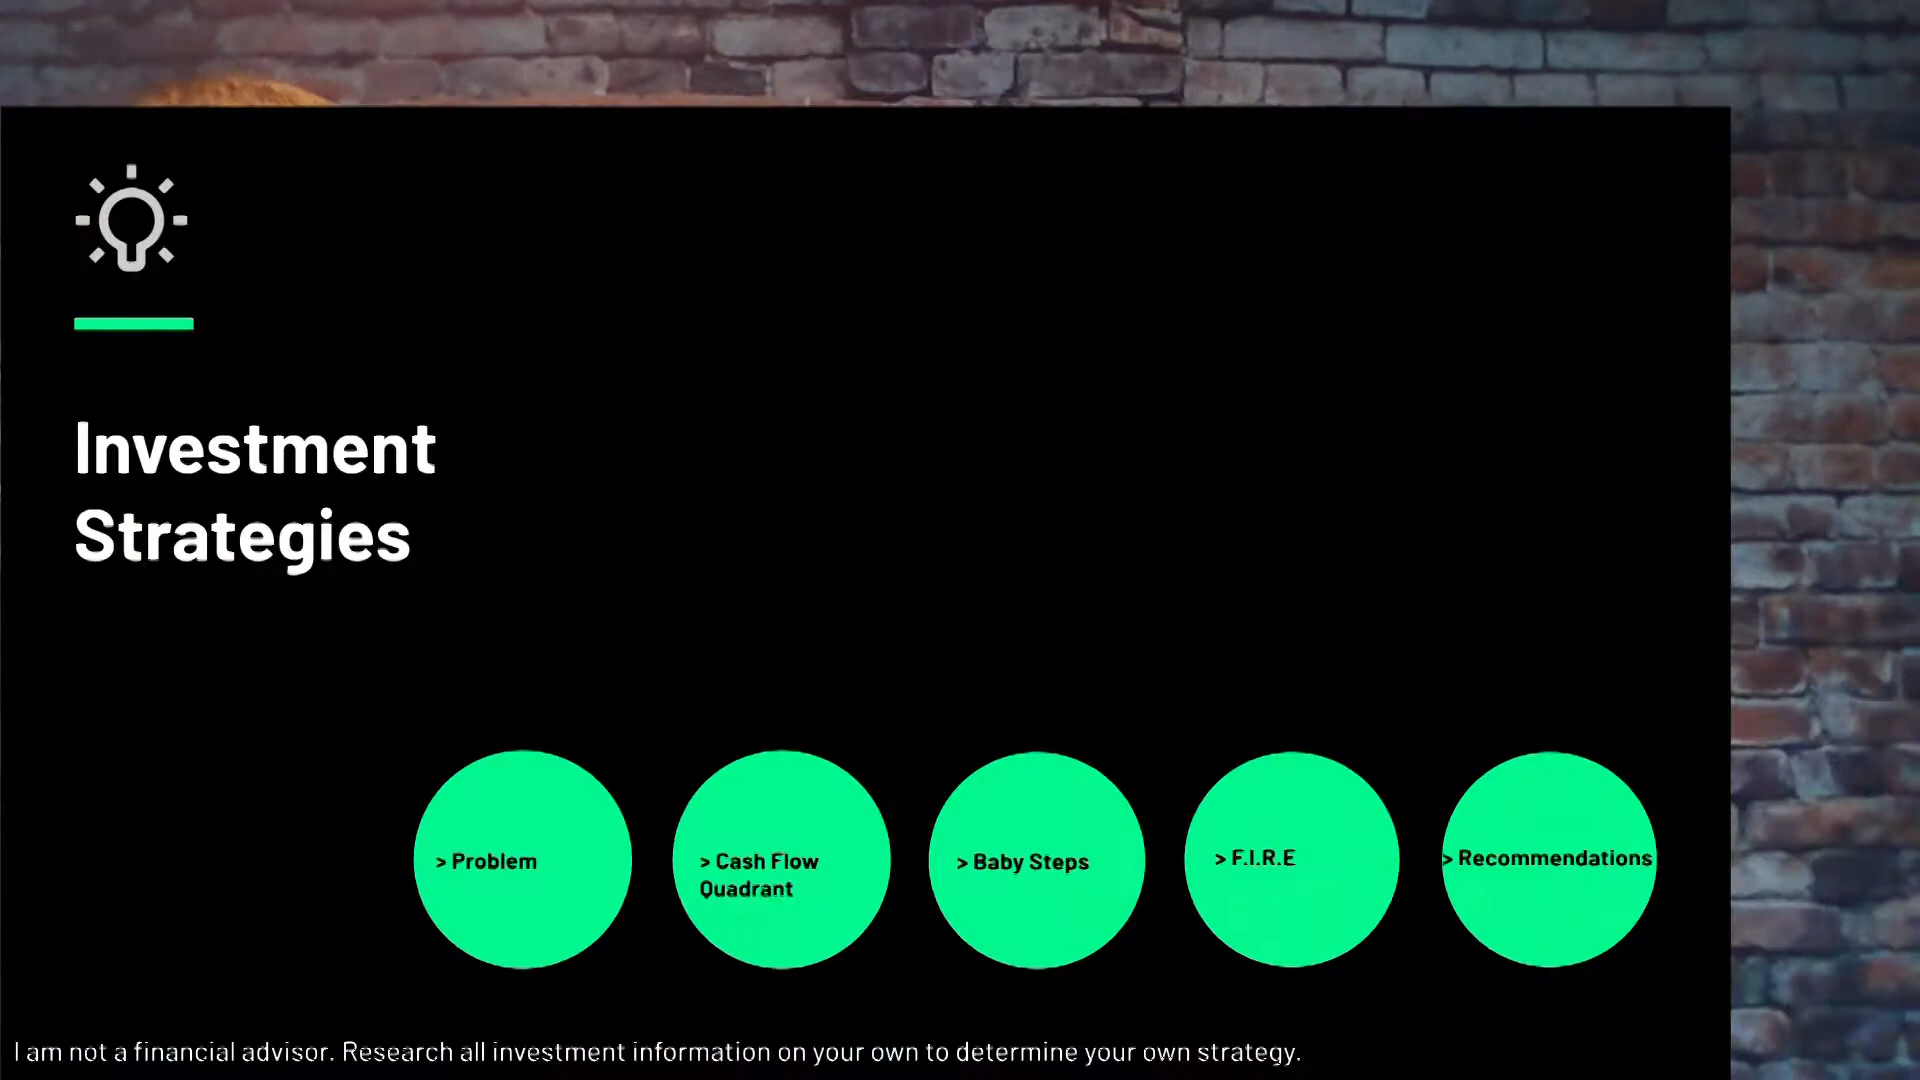 Investment
Strategies
> Problem
> Cash Flow
Quadrant
> Baby Steps
> F.I.R.E
> Recommendations
I am not a financial advisor. Research all investment information on your own to determine your own strategy.